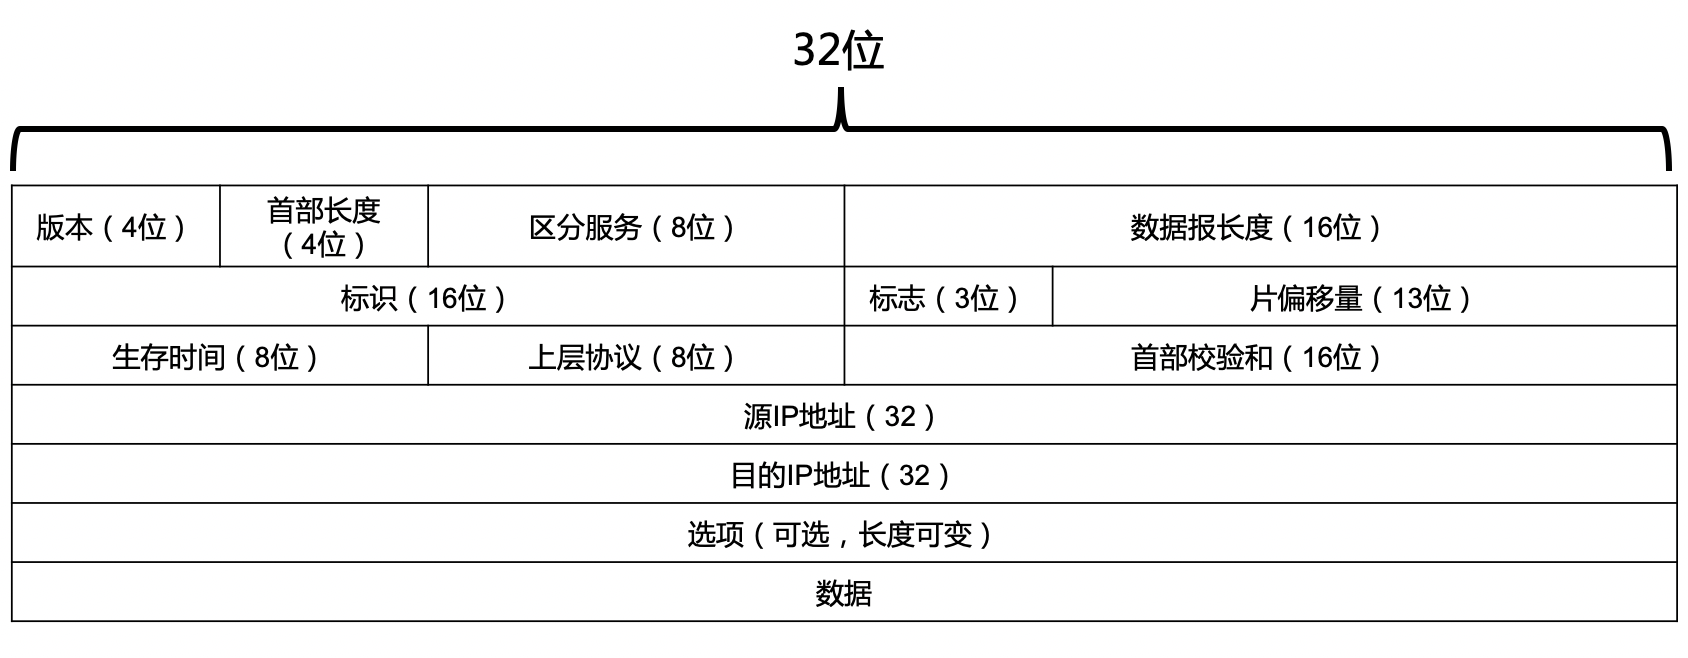 32位
版本（4位）
首部长度
（4位）
区分服务（8位）
数据报长度（16位）
标识（16位）
标志（3位）
片偏移量（13位）
生存时间（8位）
上层协议（8位）
首部校验和（16位）
源IP地址（32）
目的IP地址（32）
选项（可选，长度可变）
数据